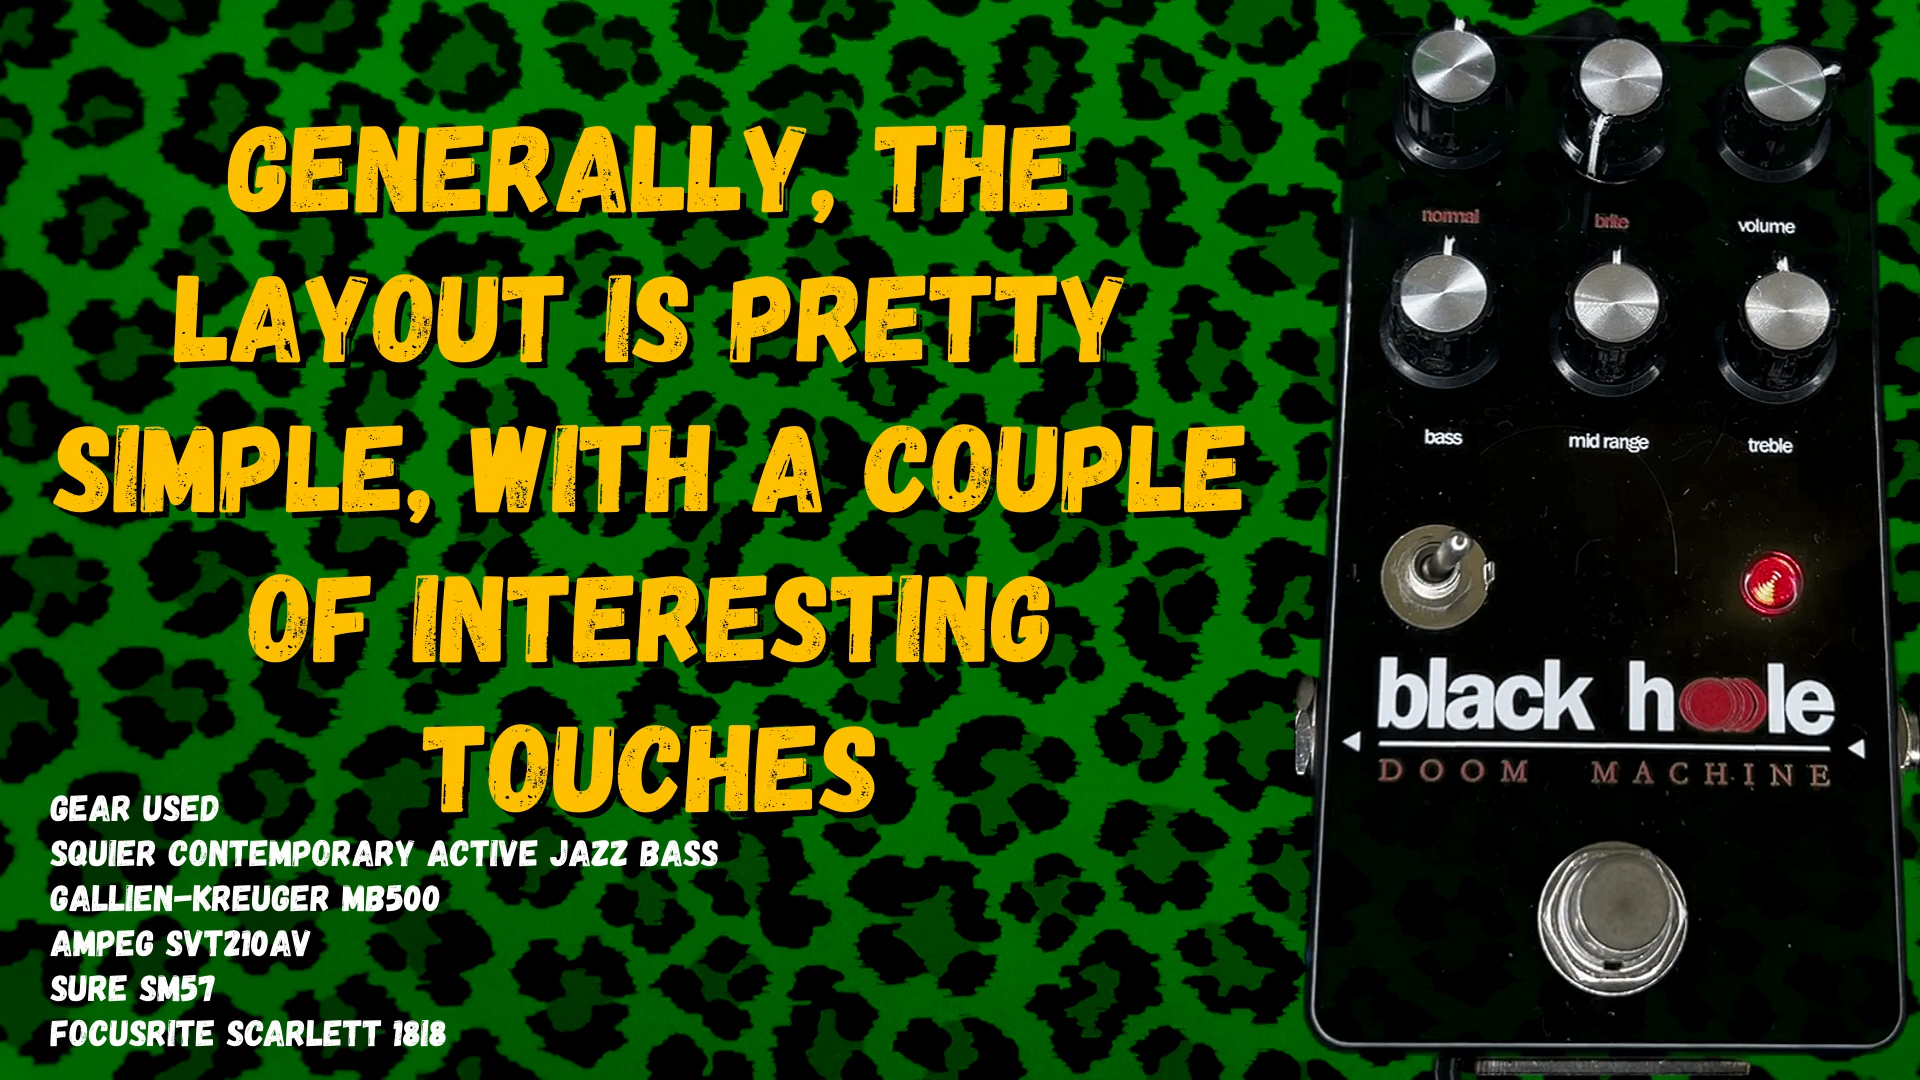 GENERALLY, THE
LAYOUT IS PRETTY
SIMPLE, WITH A COUPLE
OF INTERESTING
TOUCHES
GEAR USED
SQUIER CONTEMPORARY ACTIVE JAZZ BASS
GALLIEN-KREUGER MB500
AMPEG SVT210AV
SURE SM57
FOCUSRITE SCARLETT 18I8
normal brite volume
bass mid range treble
black hole
DOOM MACHINE